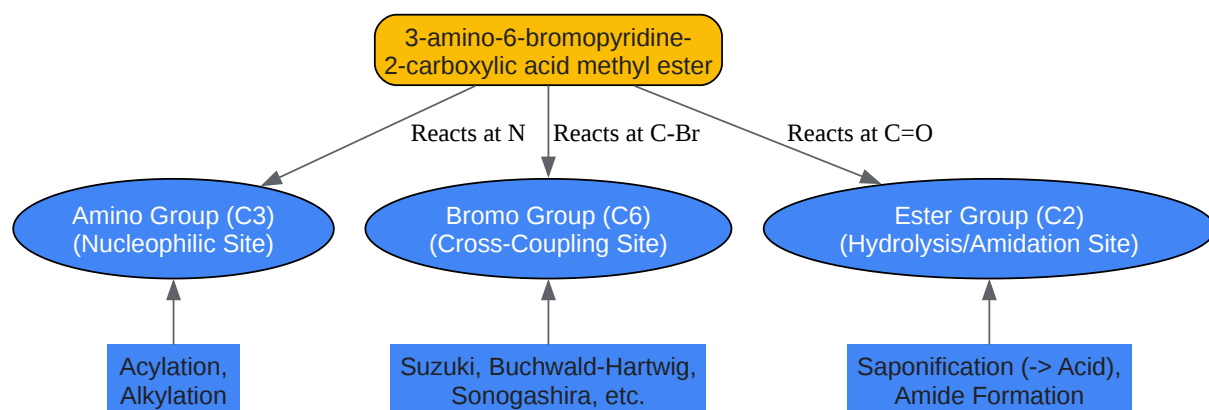 3-amino-6-bromopyridine-
2-carboxylic acid methyl ester
Reacts at N
Reacts at C-Br
Reacts at C=O
Amino Group (C3)
(Nucleophilic Site)
Bromo Group (C6)
(Cross-Coupling Site)
Ester Group (C2)
(Hydrolysis/Amidation Site)
Acylation,
Alkylation
Suzuki, Buchwald-Hartwig,
Sonogashira, etc.
Saponification (-> Acid),
Amide Formation